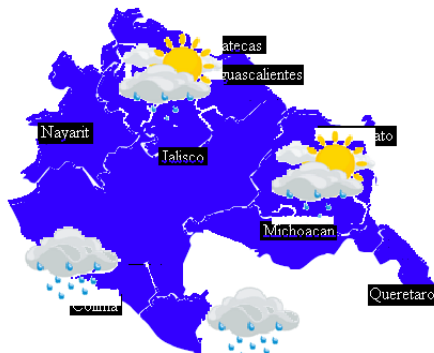 atecas
guascalientes
Nayarit
ato
Jalisco
Michoacan
Queretaro
Colima